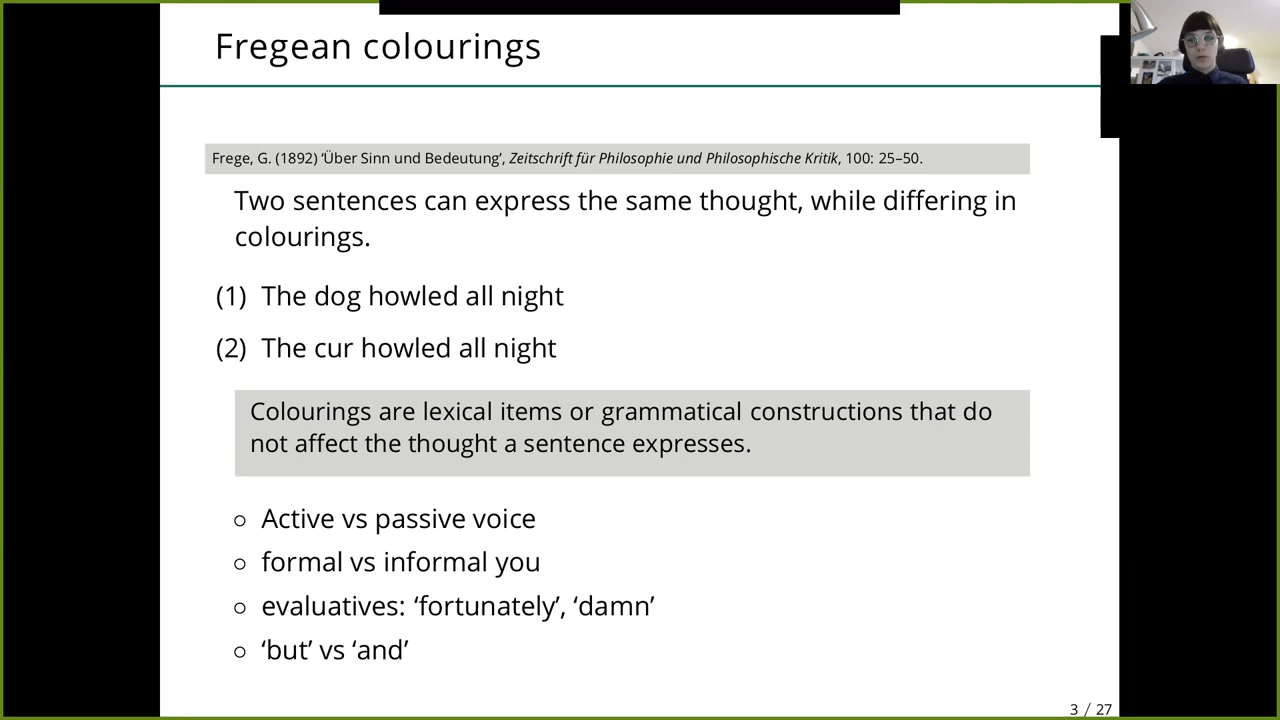 Fregean colourings
Frege, G. (1892) ‘Über Sinn und Bedeutung’, Zeitschrift für Philosophie und Philosophische Kritik, 100: 25–50.
Two sentences can express the same thought, while differing in
colourings.
(1) The dog howled all night
(2) The cur howled all night
Colourings are lexical items or grammatical constructions that do
not affect the thought a sentence expresses.
○ Active vs passive voice
○ formal vs informal you
○ evaluatives: ‘fortunately’, ‘damn’
○ ‘but’ vs ‘and’
3 / 27